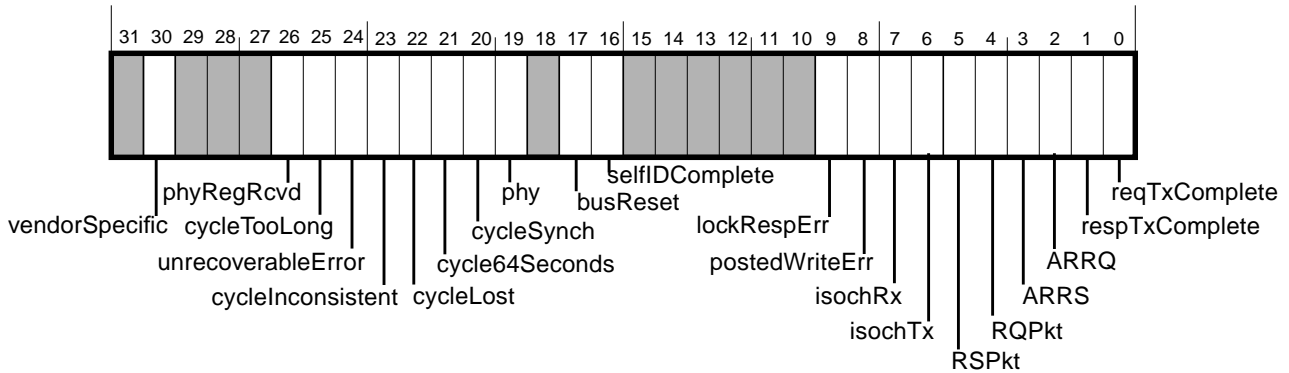 31 30 29 28 27 26 25 24 23 22 21 20 19 18 17 16 15 14 13 12 11 10 9 8 7 6 5 4 3 2 1 0
selfIDComplete
phyRegRcvd phy busReset reqTxComplete
vendorSpecific cycleTooLong cycleSynch lockRespErr respTxComplete
unrecoverableError cycle64Seconds postedWriteErr ARRQ
cycleInconsistent cycleLost isochRx ARRS
isochTx RQPkt
RSPkt